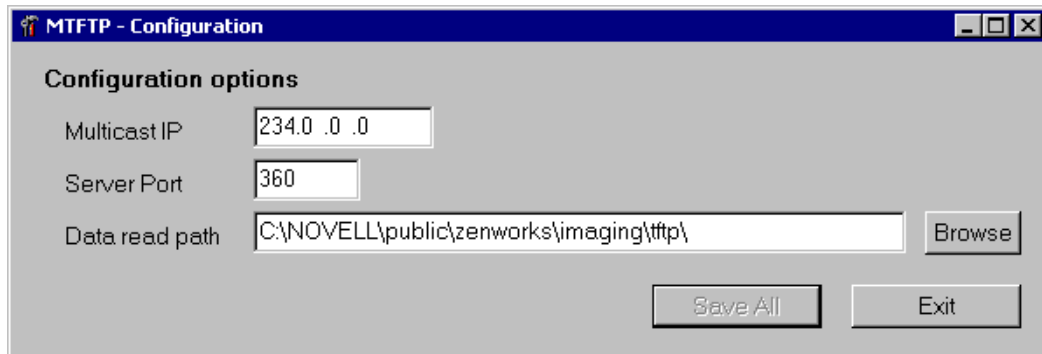 MTFTP - Configuration
Configuration options
Multicast IP 234.0 .0 .0
Server Port 360
Data read path C:\NOVELL\public\zenworks\imaging\tftp\ Browse
Save All Exit